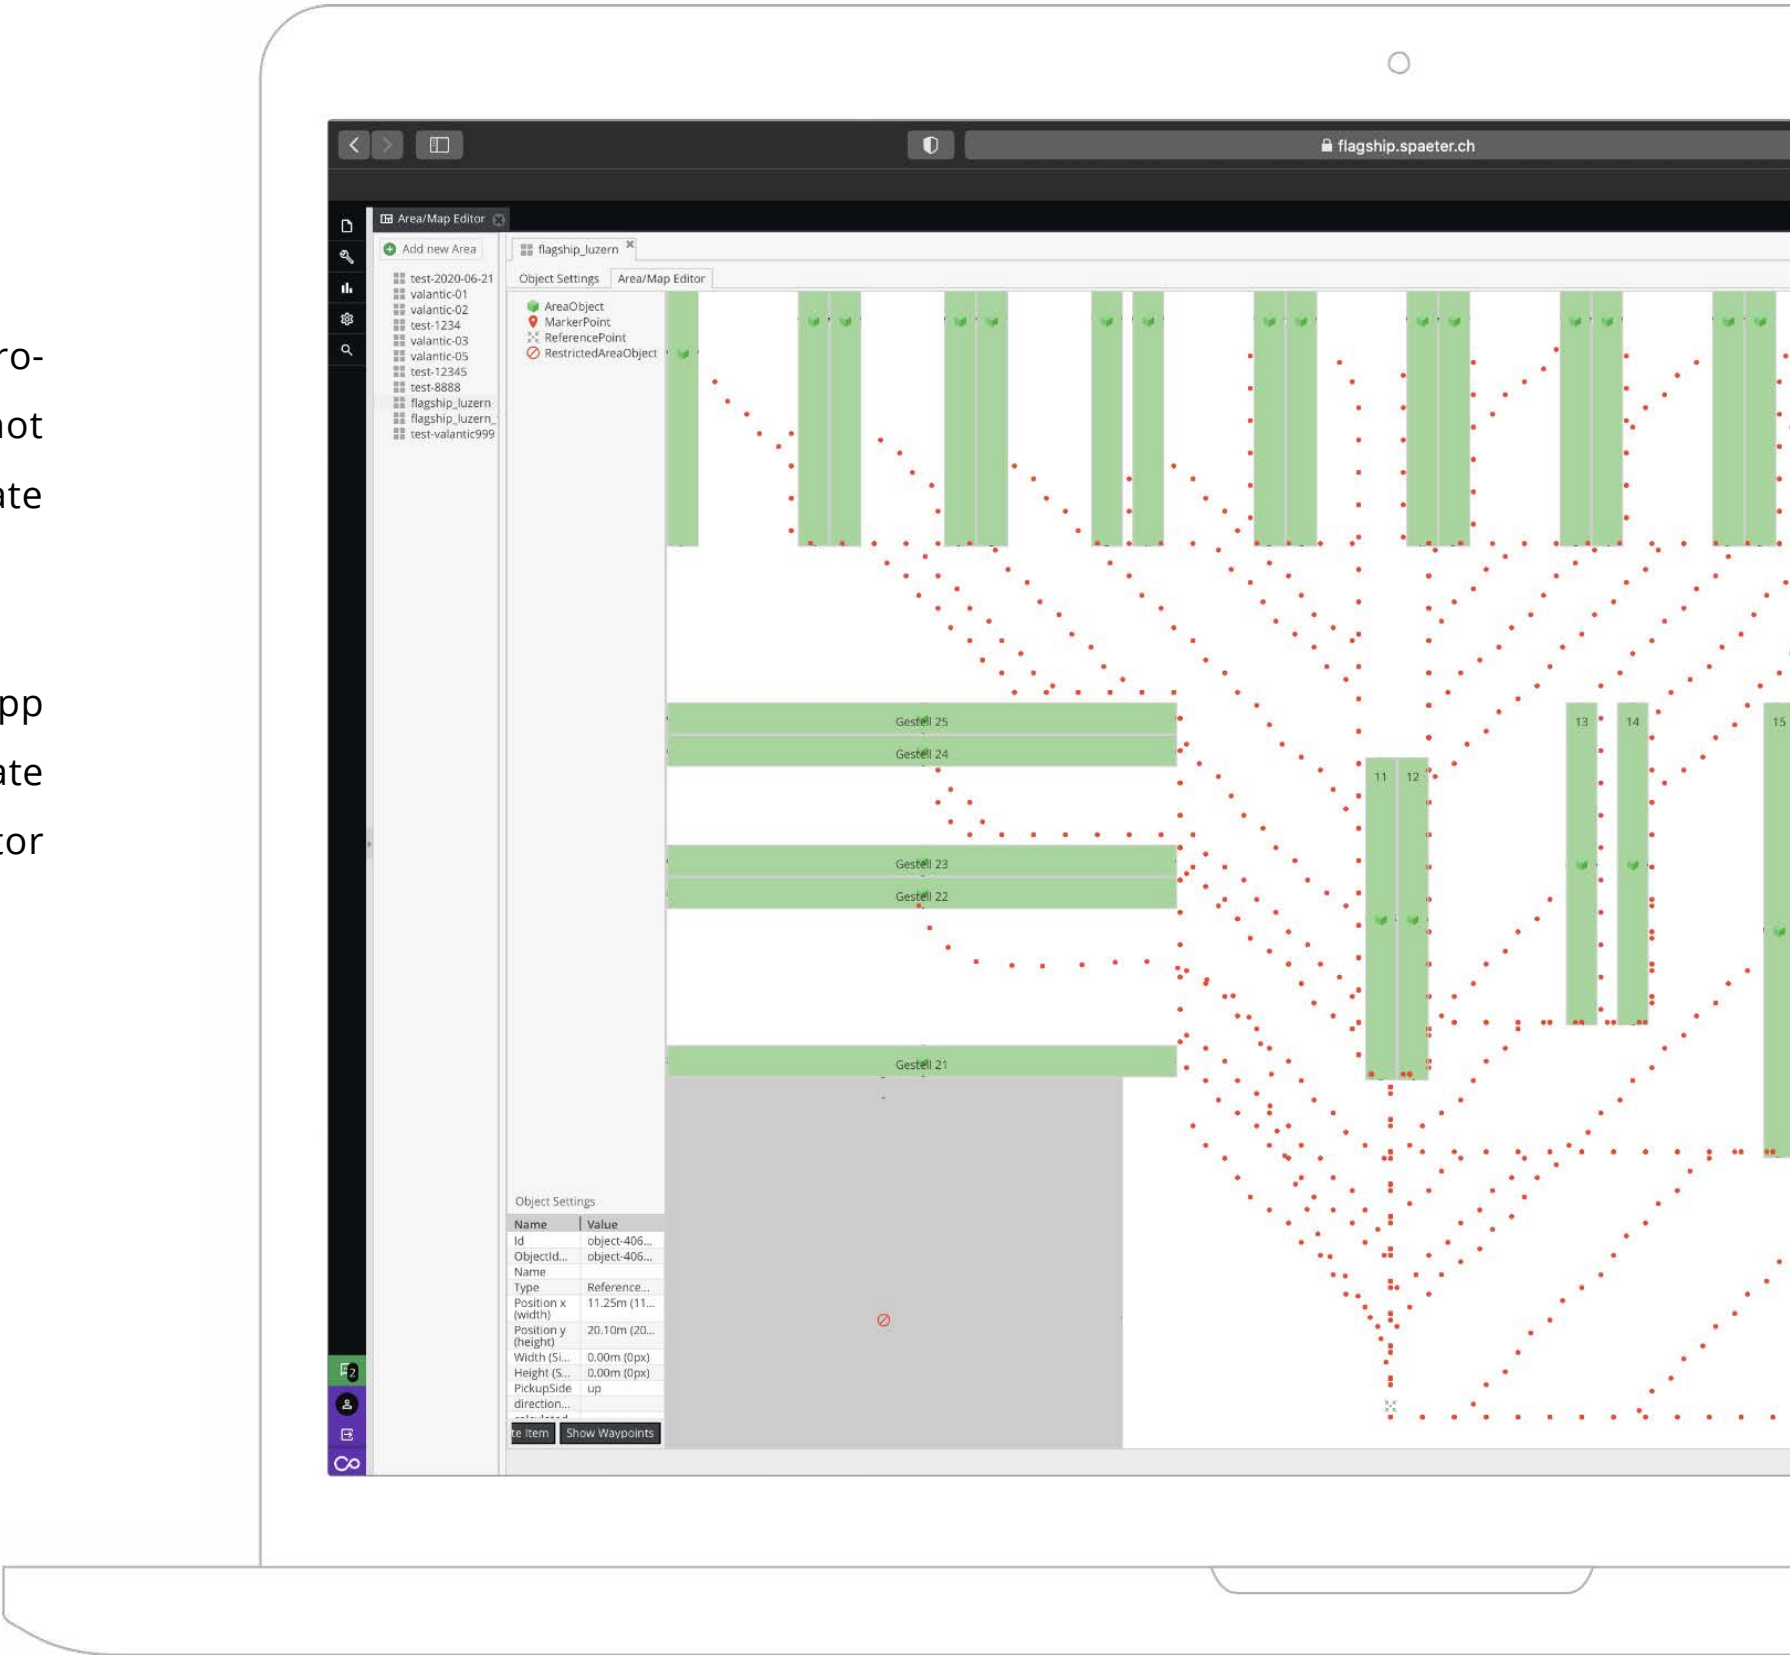 ro-
not
ate
pp
ate
tor
flagship.spaeter.ch
Area/Map Editor
Add new Area
test-2020-06-21
valantic-01
valantic-02
test-1234
valantic-03
valantic-05
test-12345
test-8888
flagship_luzern
flagship_luzern_
test-valantic999
flagship_luzern
Object Settings Area/Map Editor
AreaObject
MarkerPoint
ReferencePoint
RestrictedAreaObject
Gestell 25
Gestell 24
Gestell 23
Gestell 22
Gestell 21
11 12
13 14
15
Object Settings
Name Value
Id object-406...
ObjectId... object-406...
Name
Type Reference...
Position x (width) 11.25m (11...
Position y (height) 20.10m (20...
Width (Si... 0.00m (0px)
Height (S... 0.00m (0px)
PickupSide up
direction...
te Item Show Waypoints
2